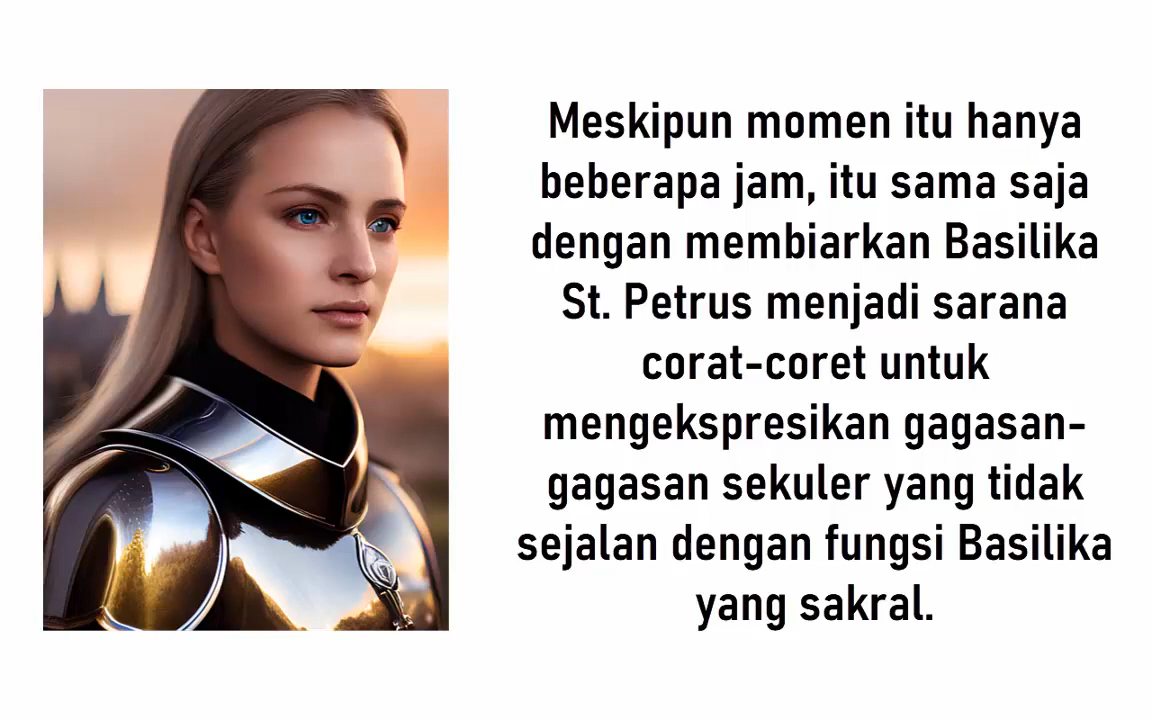 Meskipun momen itu hanya
beberapa jam, itu sama saja
dengan membiarkan Basilika
St. Petrus menjadi sarana
corat-coret untuk
mengekspresikan gagasan-
gagasan sekuler yang tidak
sejalan dengan fungsi Basilika
yang sakral.